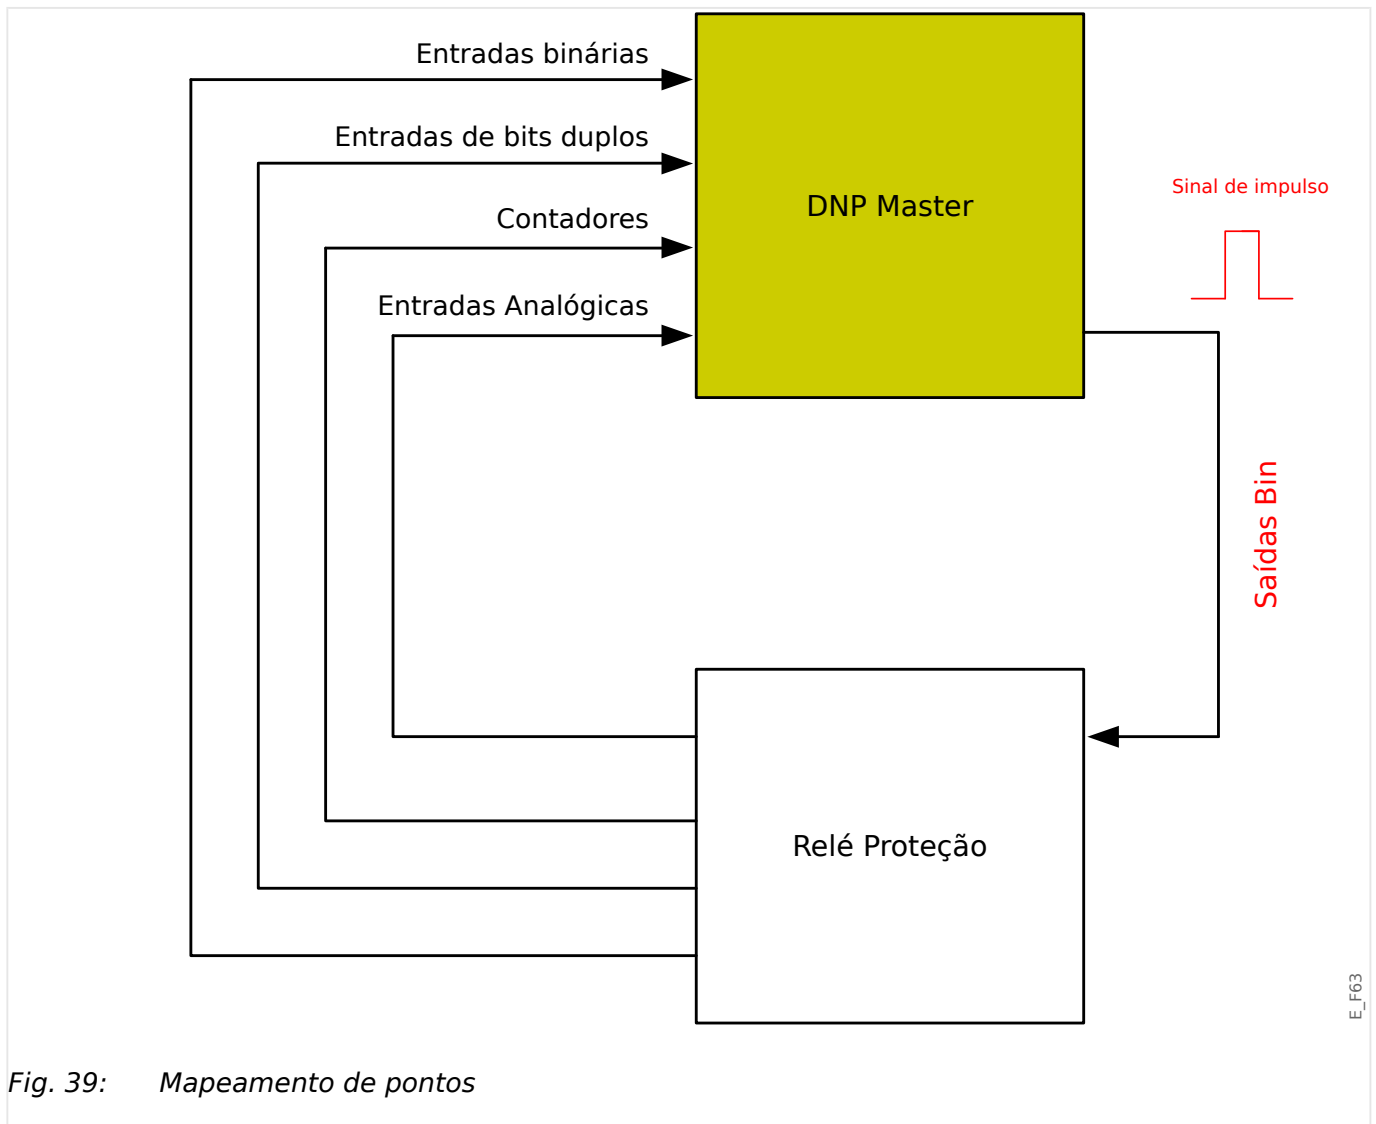 Entradas binárias
Entradas de bits duplos
Contadores
Entradas Analógicas
DNP Master
Sinal de impulso
Saídas Bin
Relé Proteção
E_F63
Fig. 39: Mapeamento de pontos